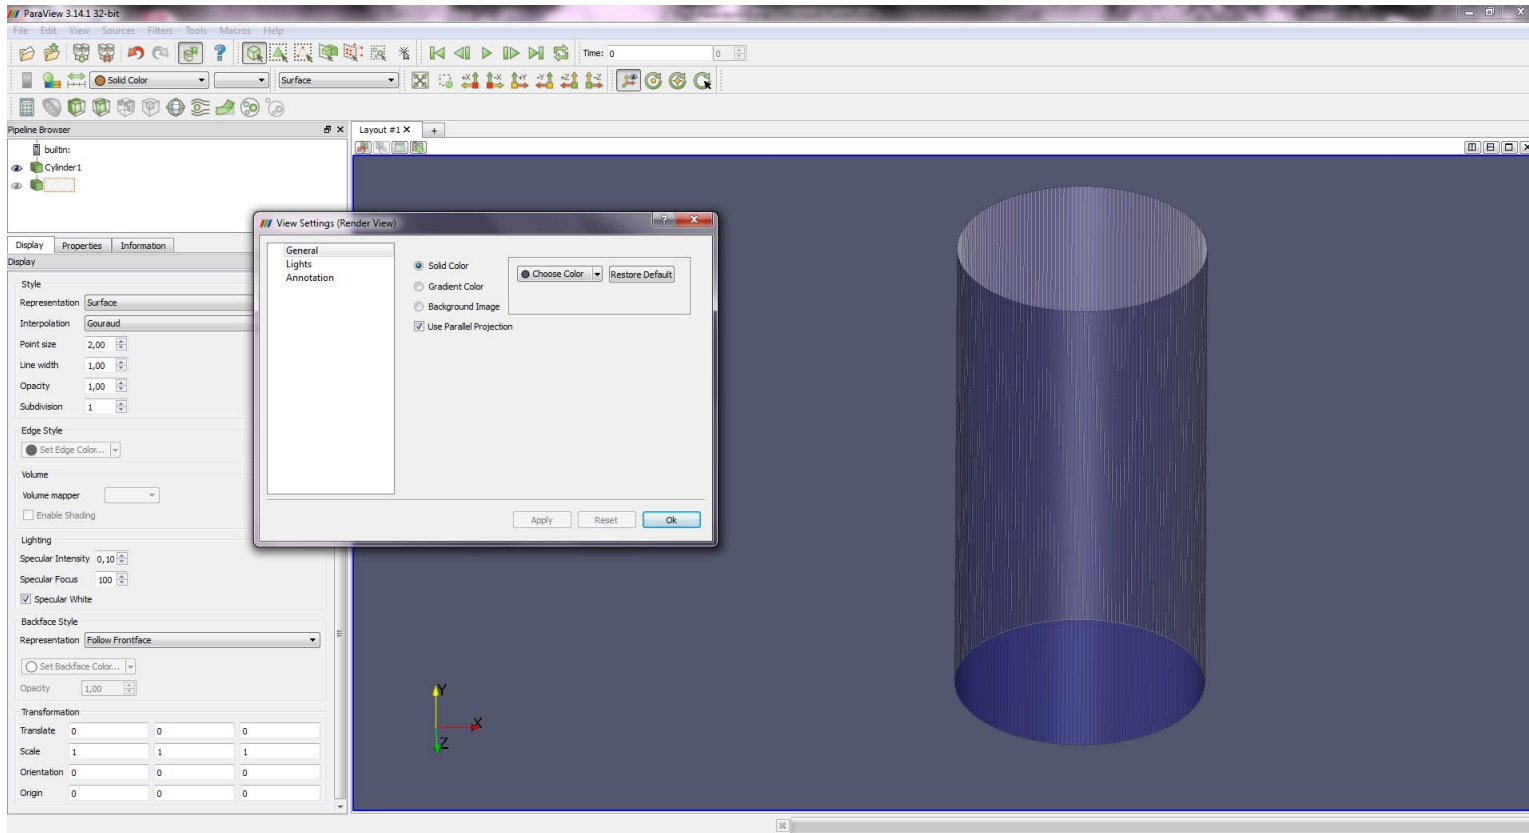 ParaView 3.14.1 32-bit
File Edit View Sources Filters Tools Macros Help
Time: 0 0
Solid Color Surface
Pipeline Browser
Layout #1
builtin:
Cylinder1
Display Properties Information
Display
Style
Representation Surface
Interpolation Gouraud
Point size 2,00
Line width 1,00
Opacity 1,00
Subdivision 1
Edge Style
Set Edge Color...
Volume
Volume mapper
Enable Shading
Lighting
Specular Intensity 0,10
Specular Focus 100
Specular White
Backface Style
Representation Follow Frontface
Set Backface Color...
Opacity 1,00
Transformation
Translate 0 0 0
Scale 1 1 1
Orientation 0 0 0
Origin 0 0 0
View Settings (Render View)
General
Lights
Annotation
Solid Color
Gradient Color
Background Image
Use Parallel Projection
Choose Color Restore Default
Apply Reset Ok
Y
X
Z